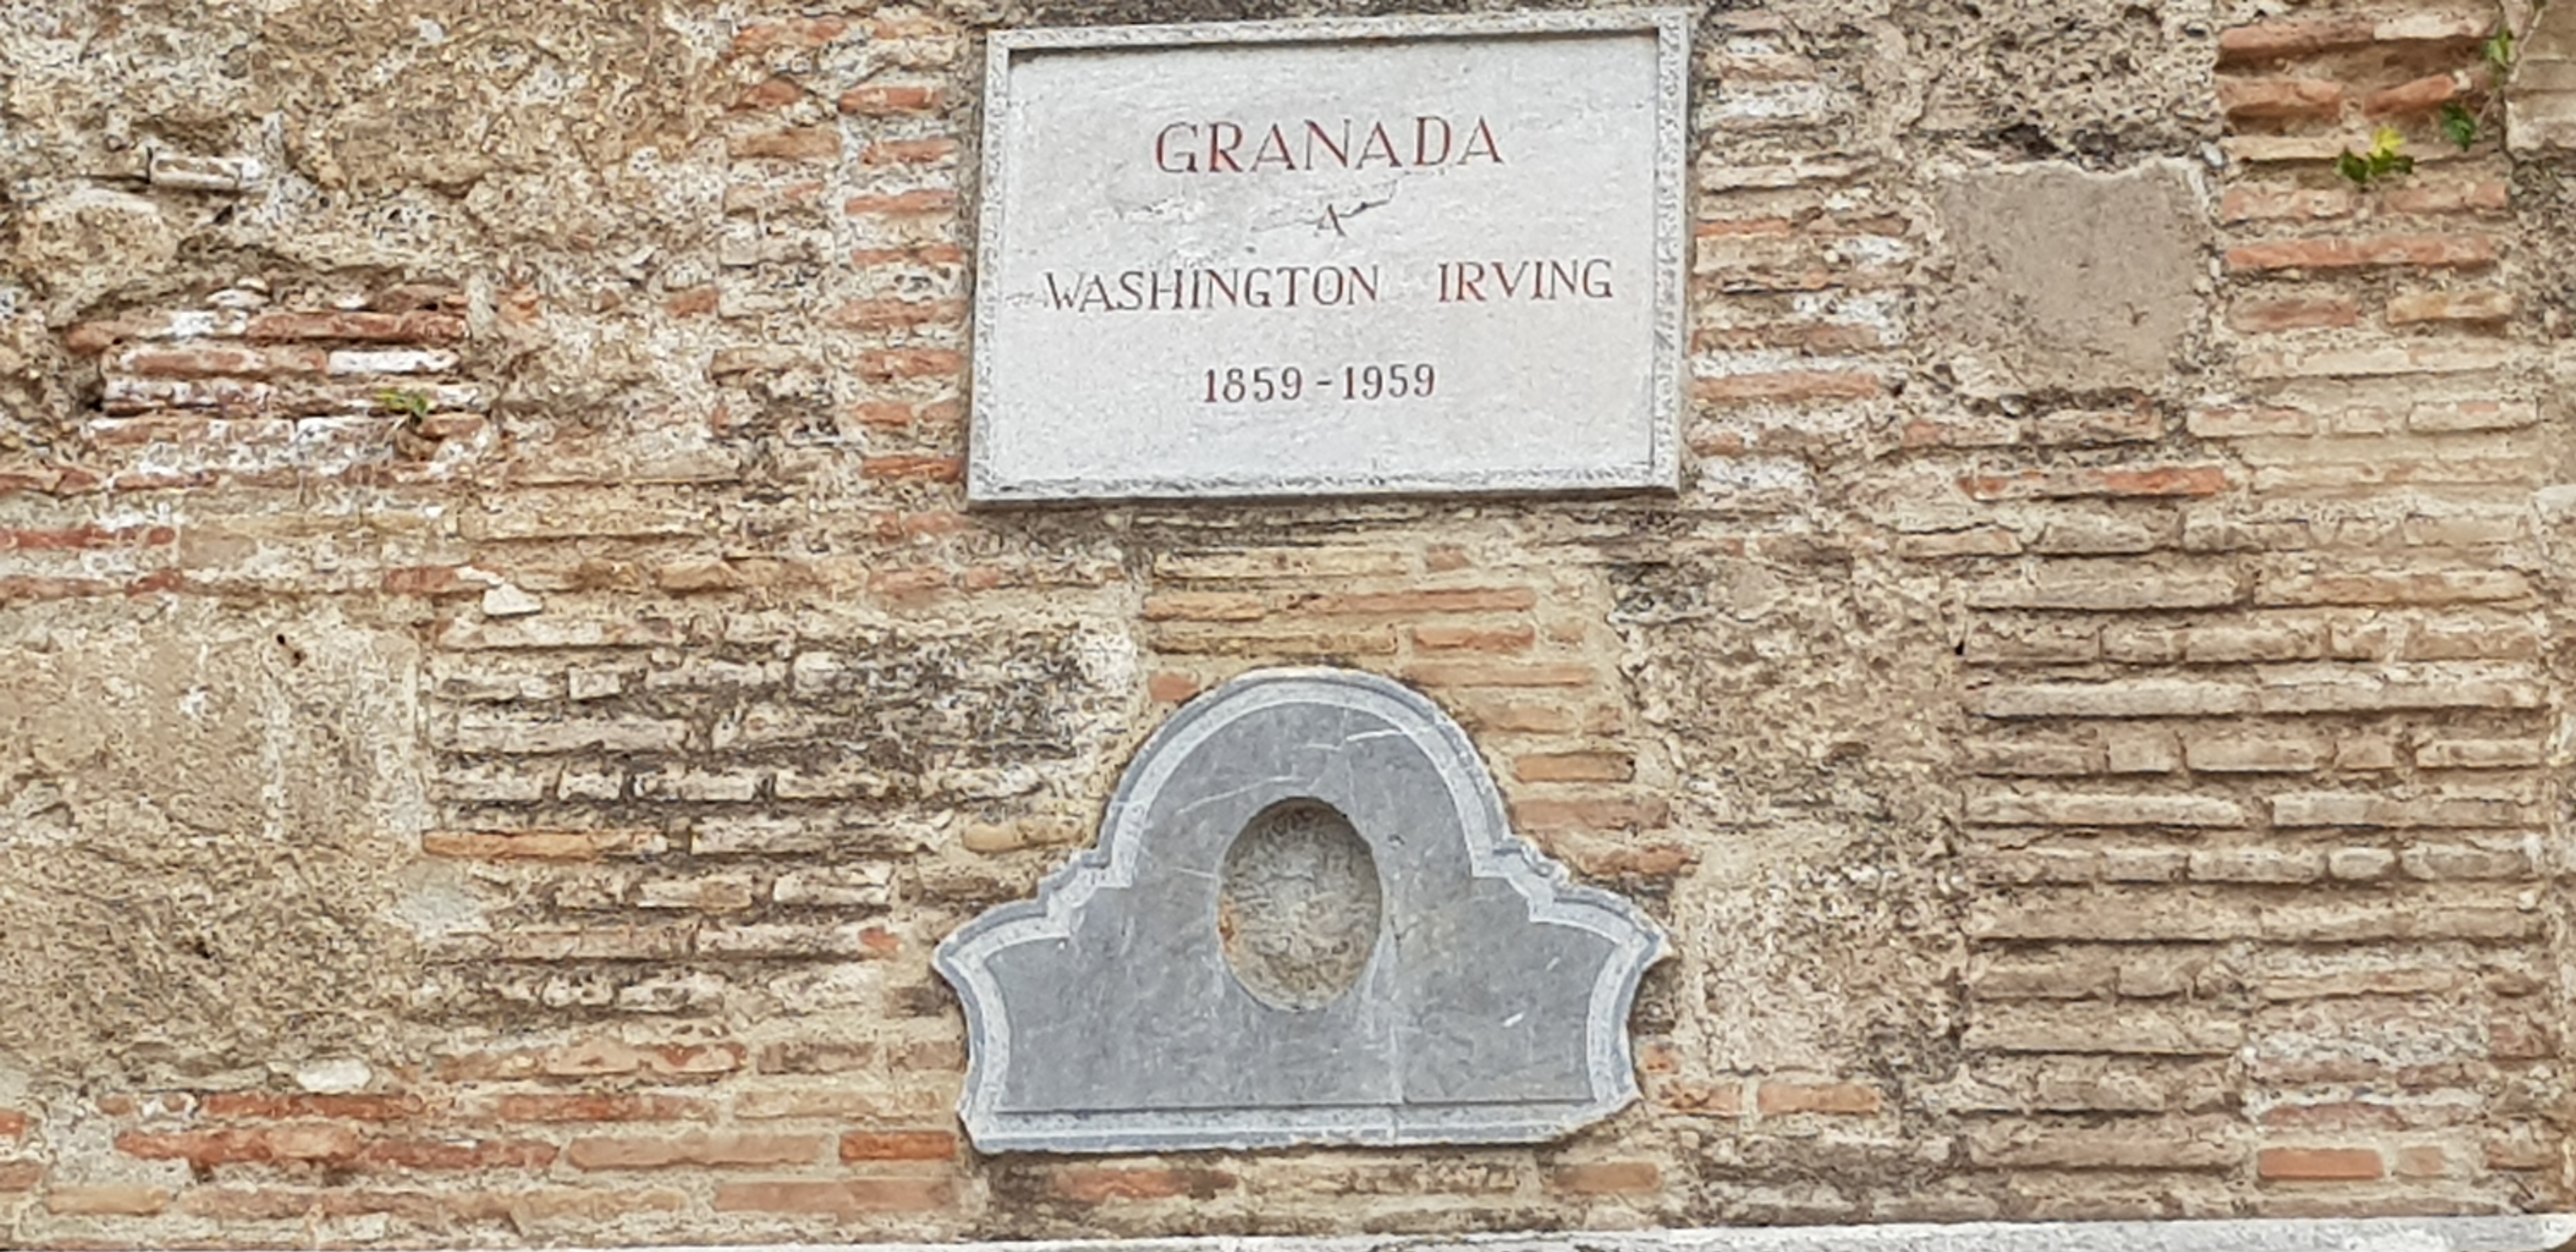 GRANADA
A
WASHINGTON IRVING
1859-1959